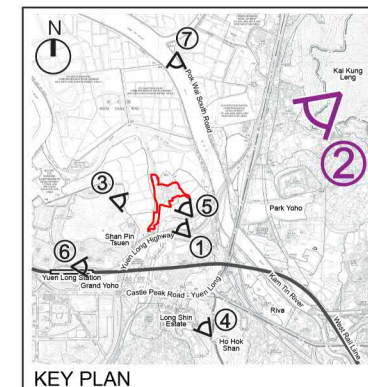 N
⑦
Pok Wai South Road
Kai Kung
Leng
②
③
⑤
Park Yoho
Shan Pin
Tsuen
Yuen Long Highway
①
⑥
Yuen Long Station
Grand Yoho
Castle Peak Road - Yuen Long
Kam Tin River
Long Shin
Estate
④
Riva
West Rail Line
Ho Hok
Shan
KEY PLAN